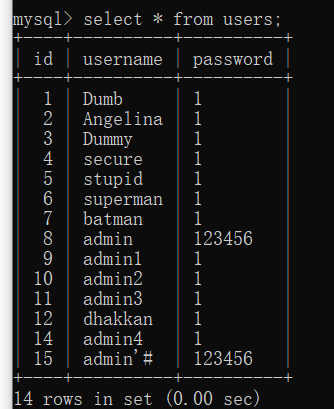 mysql> select * from users;
+----+----------+----------+
| id | username | password |
+----+----------+----------+
| 1 | Dumb | 1 |
| 2 | Angelina | 1 |
| 3 | Dummy | 1 |
| 4 | secure | 1 |
| 5 | stupid | 1 |
| 6 | superman | 1 |
| 7 | batman | 1 |
| 8 | admin | 123456 |
| 9 | admin1 | 1 |
| 10 | admin2 | 1 |
| 11 | admin3 | 1 |
| 12 | dhakkan | 1 |
| 14 | admin4 | 1 |
| 15 | admin'# | 123456 |
+----+----------+----------+
14 rows in set (0.00 sec)